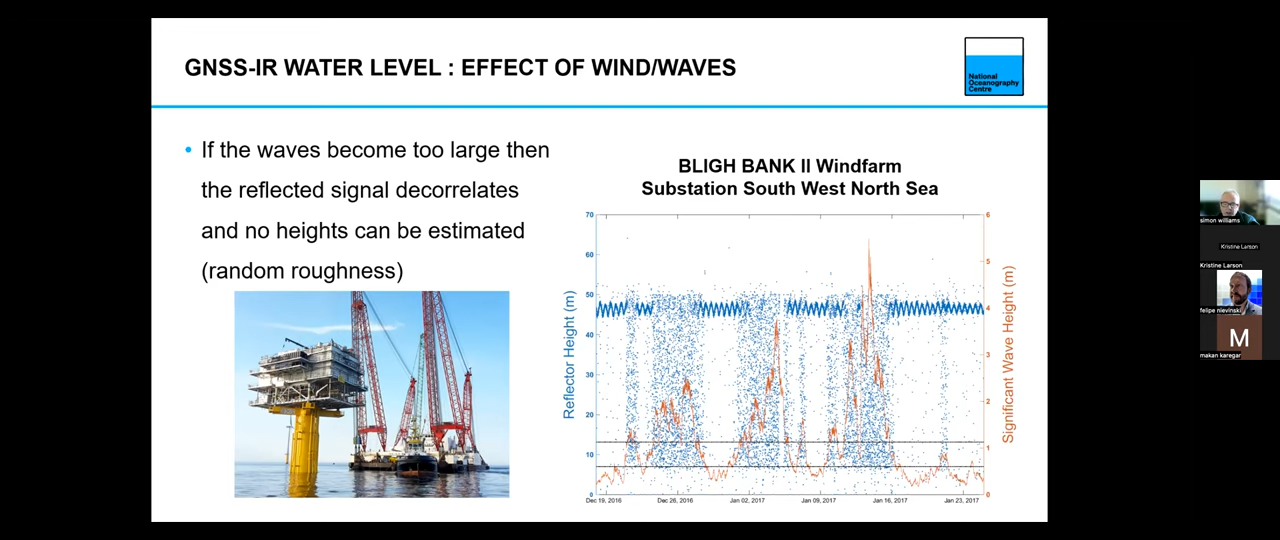 GNSS-IR WATER LEVEL : EFFECT OF WIND/WAVES
National
Oceanography
Centre
• If the waves become too large then
the reflected signal decorrelates
and no heights can be estimated
(random roughness)
BLIGH BANK II Windfarm
Substation South West North Sea
Reflector Height (m)
70
60
50
40
30
20
10
0
Significant Wave Height (m)
6
5
4
3
2
1
0
Dec 19, 2016
Dec 26, 2016
Jan 02, 2017
Jan 09, 2017
Jan 16, 2017
Jan 23, 2017
simon williams
Kristine Larson
Kristine Larson
felipe nievinski
M
makan karegar